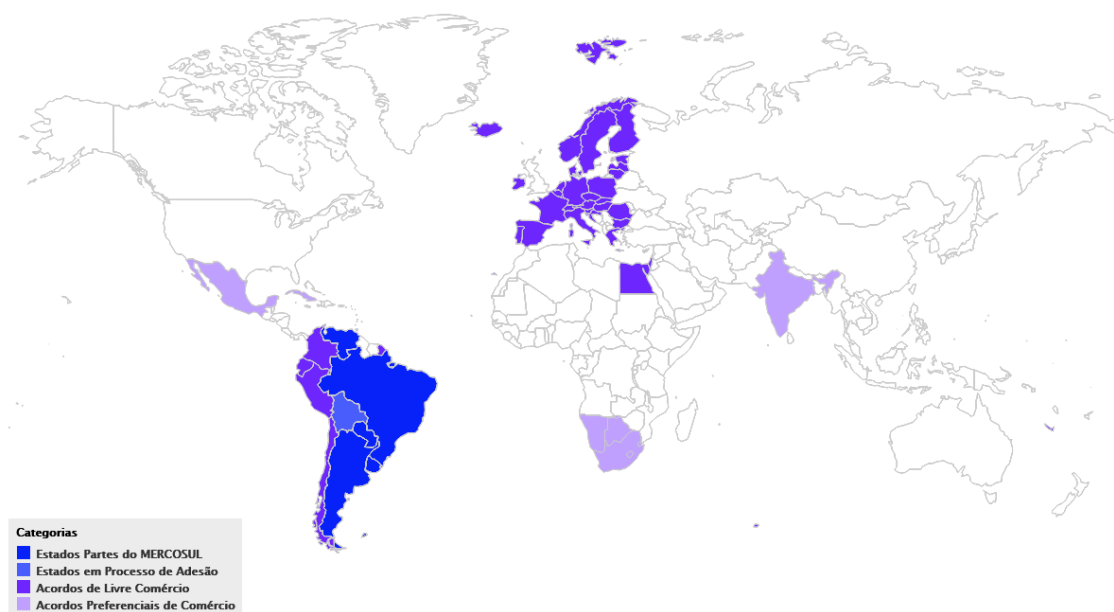 Categorias
Estados Partes do MERCOSUL
Estados em Processo de Adesão
Acordos de Livre Comércio
Acordos Preferenciais de Comércio